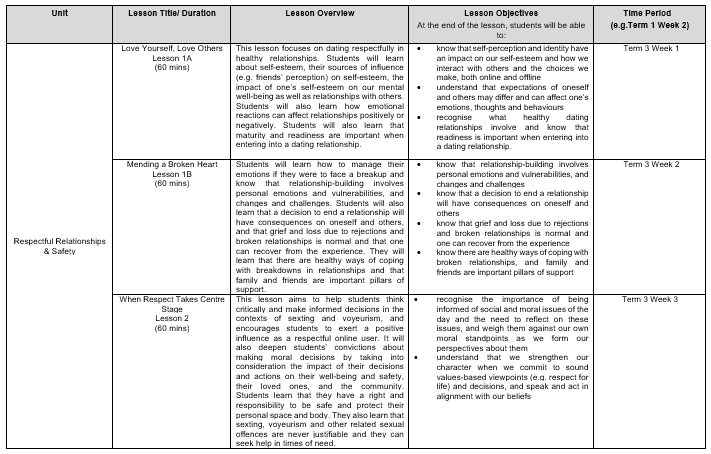 Unit
Lesson Title/ Duration
Lesson Overview
Lesson Objectives
At the end of the lesson, students will be able
to:
Time Period
(e.g.Term 1 Week 2)
Respectful Relationships
& Safety
Love Yourself, Love Others
Lesson 1A
(60 mins)
This lesson focuses on dating respectfully in
healthy relationships. Students will learn
about self-esteem, their sources of influence
(e.g. friends' perception) on self-esteem, the
impact of one's self-esteem on our mental
well-being as well as relationships with others.
Students will also learn how emotional
reactions can affect relationships positively or
negatively. Students will also learn that
maturity and readiness are important when
entering into a dating relationship.
• know that self-perception and identity have
an impact on our self-esteem and how we
interact with others and the choices we
make, both online and offline
• understand that expectations of oneself
and others may differ and can affect one's
emotions, thoughts and behaviours
• recognise what healthy dating
relationships involve and know that
readiness is important when entering into
a dating relationship.
Term 3 Week 1
Mending a Broken Heart
Lesson 1B
(60 mins)
Students will learn how to manage their
emotions if they were to face a breakup and
know that relationship-building involves
personal emotions and vulnerabilities, and
changes and challenges. Students will also
learn that a decision to end a relationship will
have consequences on oneself and others,
and that grief and loss due to rejections and
broken relationships is normal and that one
can recover from the experience. They will
learn that there are healthy ways of coping
with breakdowns in relationships and that
family and friends are important pillars of
support.
• know that relationship-building involves
personal emotions and vulnerabilities, and
changes and challenges
• know that a decision to end a relationship
will have consequences on oneself and
others
• know that grief and loss due to rejections
and broken relationships is normal and
one can recover from the experience
• know there are healthy ways of coping with
broken relationships, and family and
friends are important pillars of support
Term 3 Week 2
When Respect Takes Centre
Stage
Lesson 2
(60 mins)
This lesson aims to help students think
critically and make informed decisions in the
contexts of sexting and voyeurism, and
encourages students to exert a positive
influence as a respectful online user. It will
also deepen students' convictions about
making moral decisions by taking into
consideration the impact of their decisions
and actions on their well-being and safety,
their loved ones, and the community.
Students learn that they have a right and
responsibility to be safe and protect their
personal space and body. They also learn that
sexting, voyeurism and other related sexual
offences are never justifiable and they can
seek help in times of need.
• recognise the importance of being
informed of social and moral issues of the
day and the need to reflect on these
issues, and weigh them against our own
moral standpoints as we form our
perspectives about them
• understand that we strengthen our
character when we commit to sound
values-based viewpoints (e.g. respect for
life) and decisions, and speak and act in
alignment with our beliefs
Term 3 Week 3